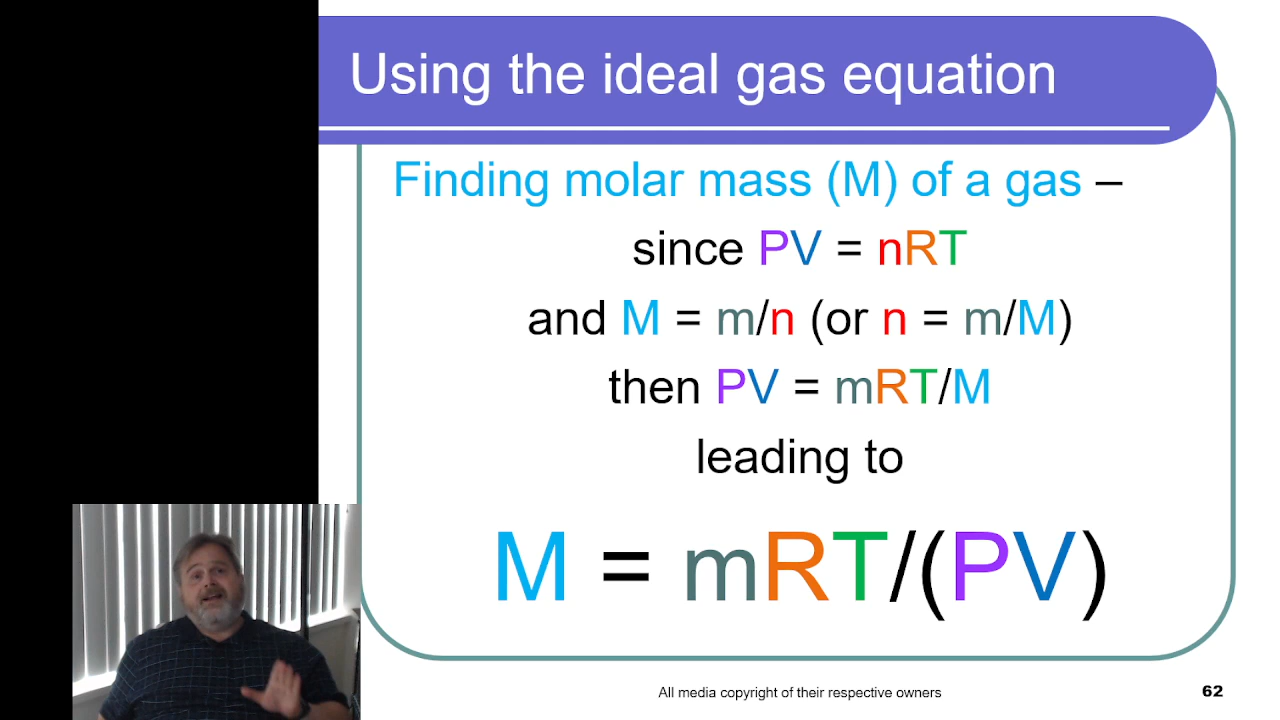 Using the ideal gas equation
Finding molar mass (M) of a gas –
since PV = nRT
and M = m/n (or n = m/M)
then PV = mRT/M
leading to
M = mRT/(PV)
All media copyright of their respective owners
62